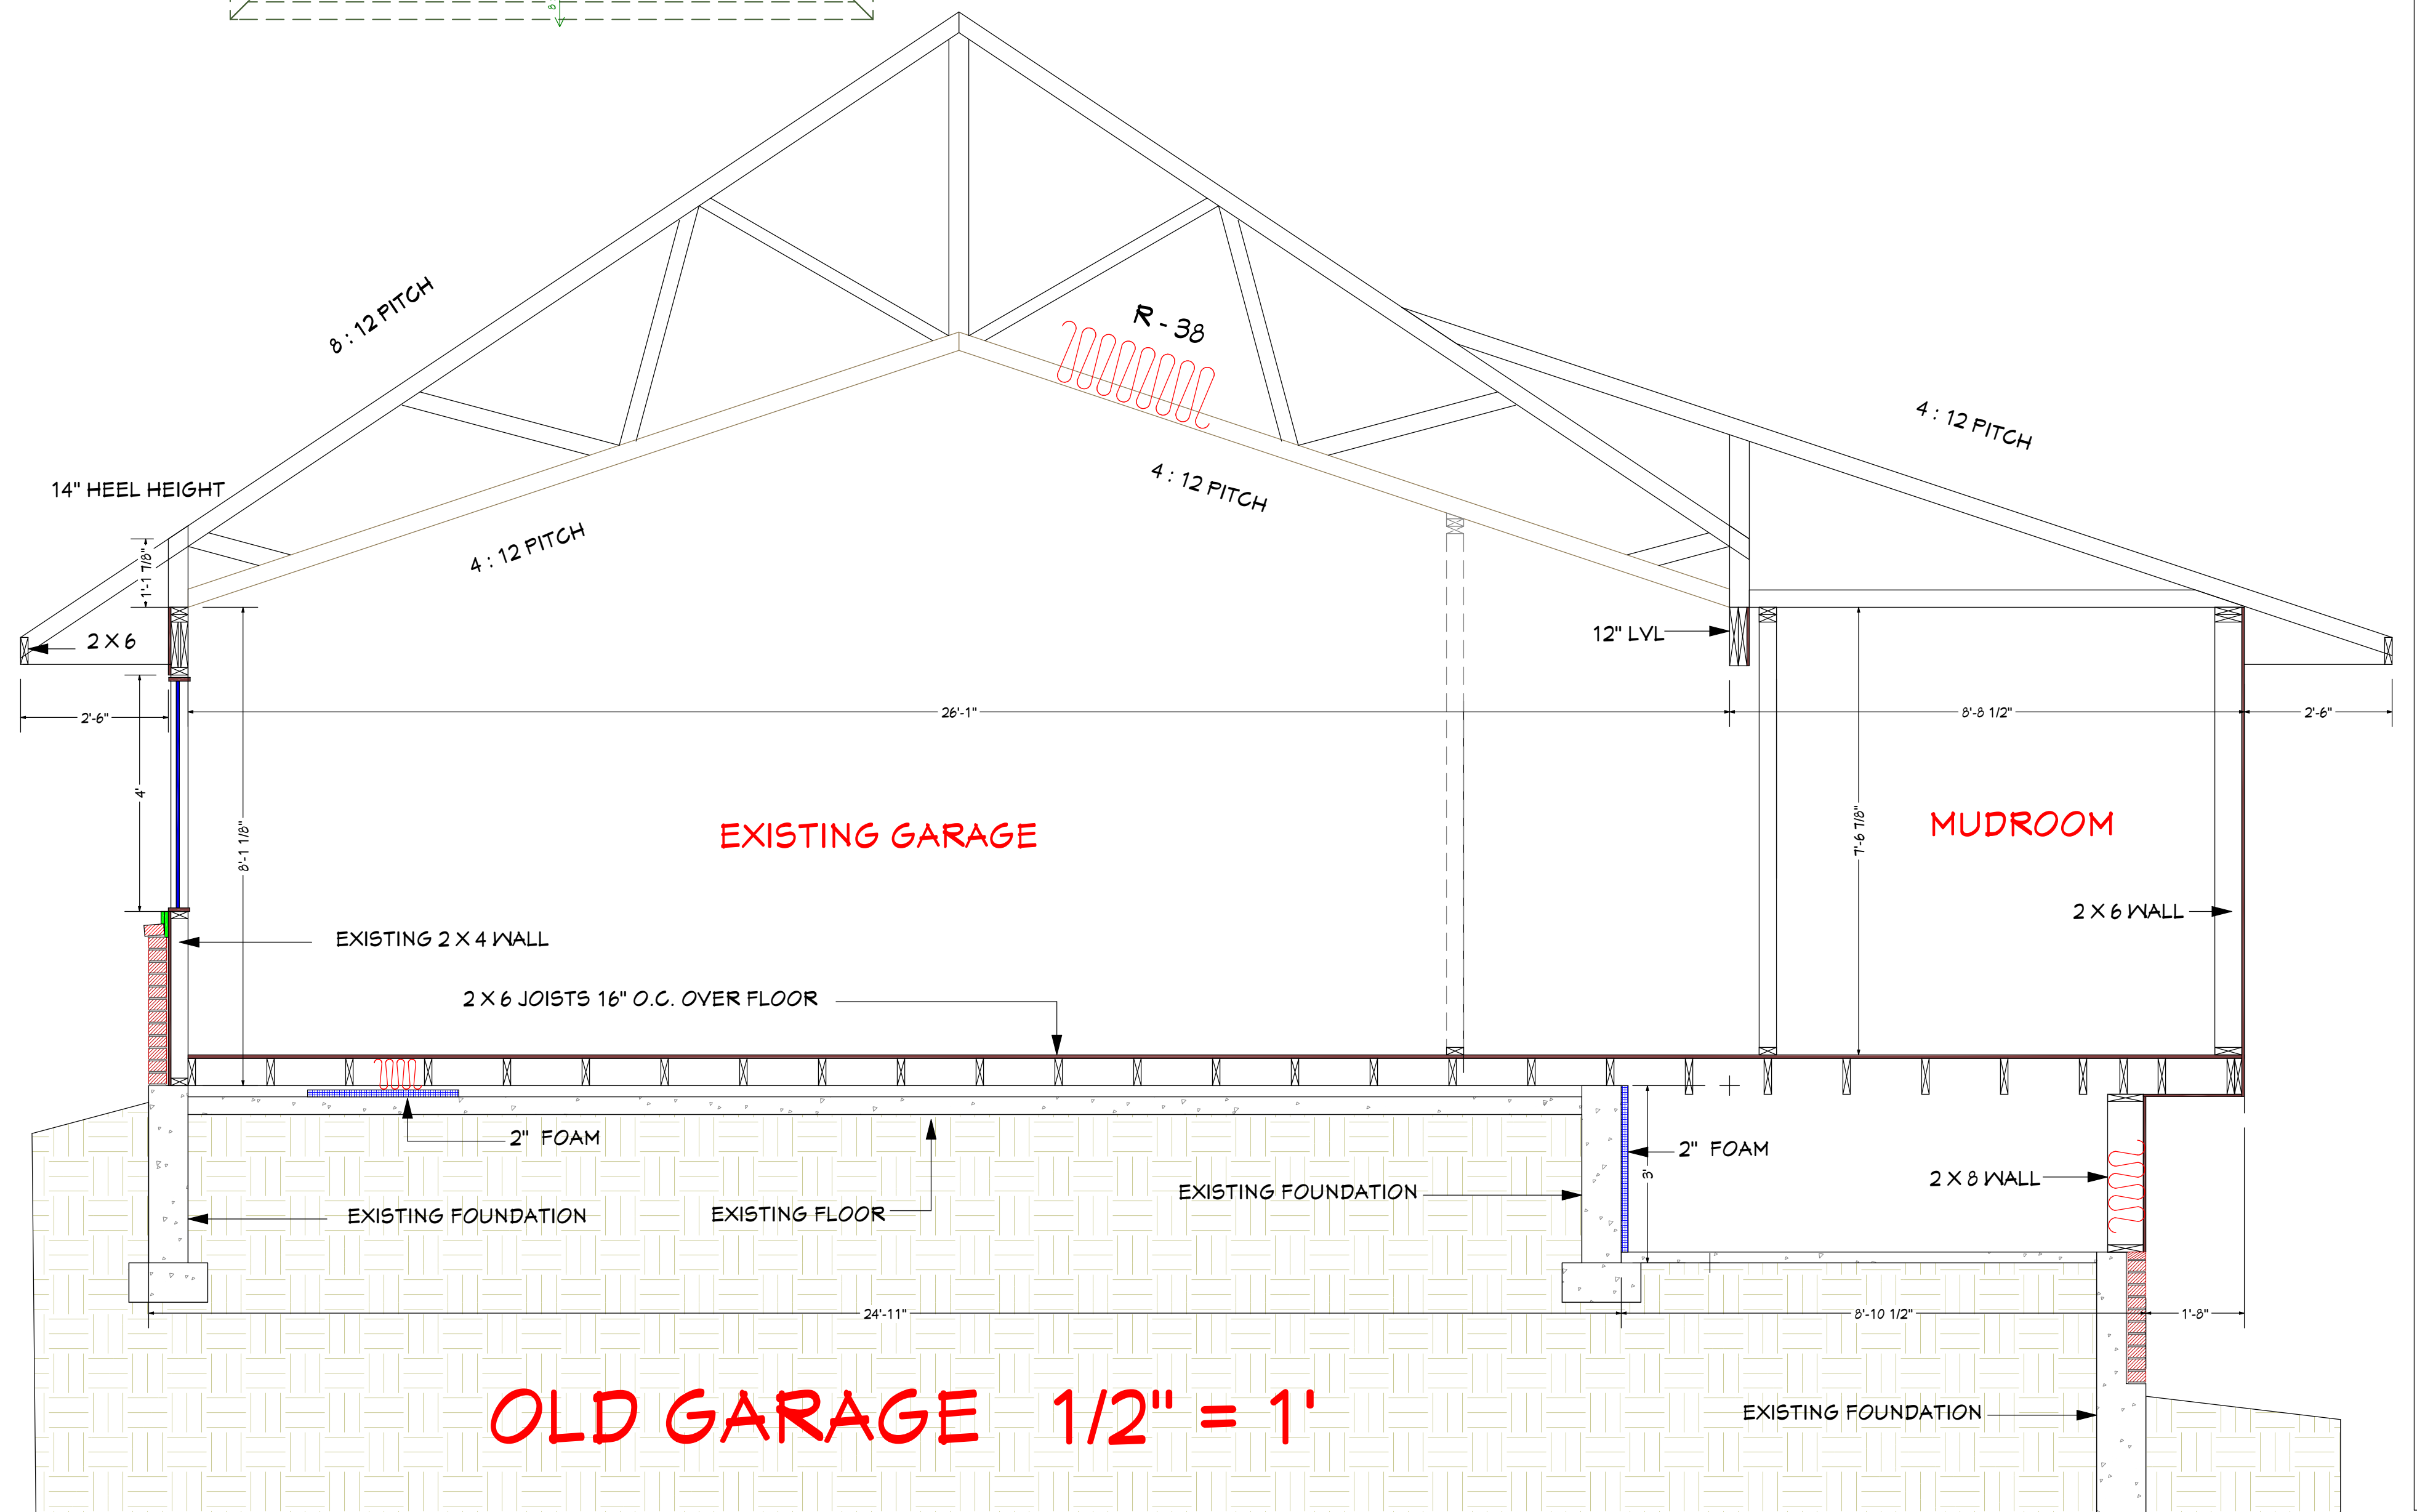 8
8 : 12 PITCH
R - 38
4 : 12 PITCH
4 : 12 PITCH
14" HEEL HEIGHT
4 : 12 PITCH
1'-1 7/8"
2 X 6
12" LVL
2'-6"
26'-1"
8'-8 1/2"
2'-6"
4'
8'-1 1/8"
EXISTING GARAGE
7'-6 7/8"
MUDROOM
2 X 6 WALL
EXISTING 2 X 4 WALL
2 X 6 JOISTS 16" O.C. OVER FLOOR
2" FOAM
2" FOAM
3'
2 X 8 WALL
EXISTING FOUNDATION
EXISTING FLOOR
EXISTING FOUNDATION
24'-11"
8'-10 1/2"
1'-8"
OLD GARAGE 1/2" = 1'
EXISTING FOUNDATION